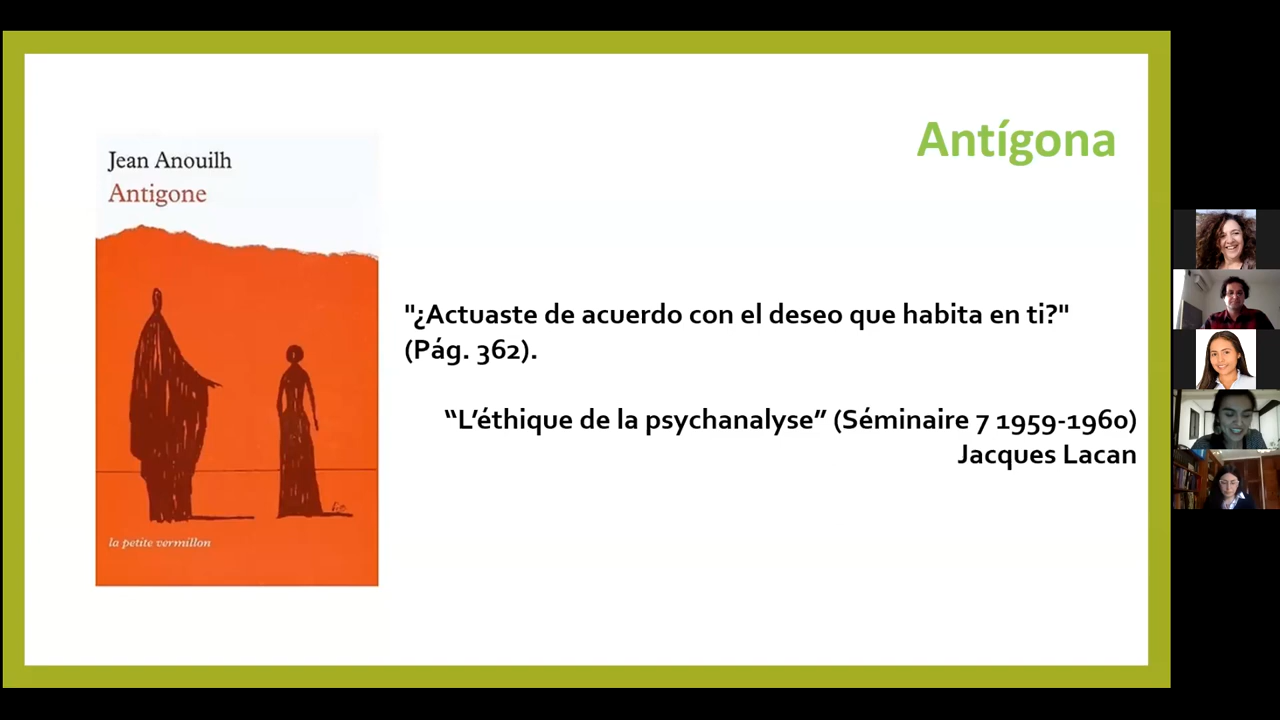 Antígona
Jean Anouilh
Antigone
la petite vermillon
"¿Actuaste de acuerdo con el deseo que habita en ti?"
(Pág. 362).
“L’éthique de la psychanalyse” (Séminaire 7 1959-1960)
Jacques Lacan